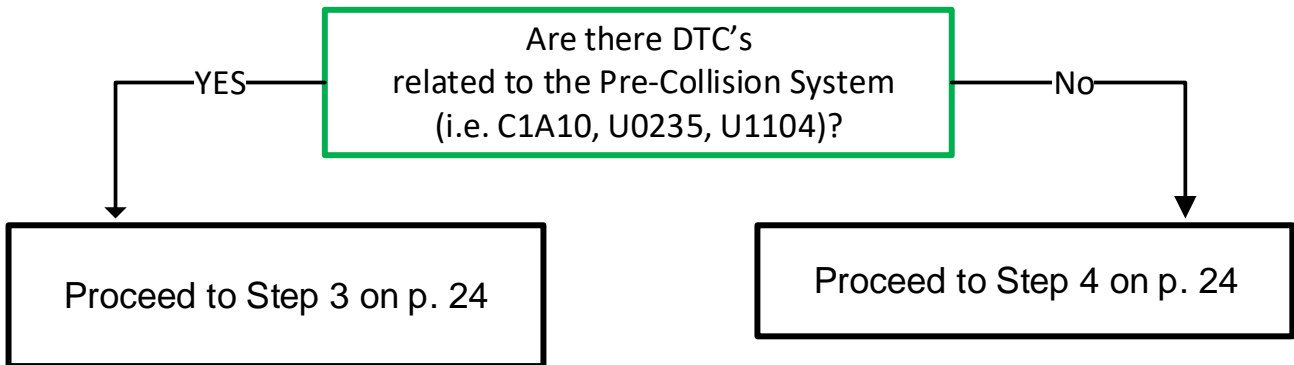 Are there DTC's
related to the Pre-Collision System
(i.e. C1A10, U0235, U1104)?
YES
No
Proceed to Step 3 on p. 24
Proceed to Step 4 on p. 24